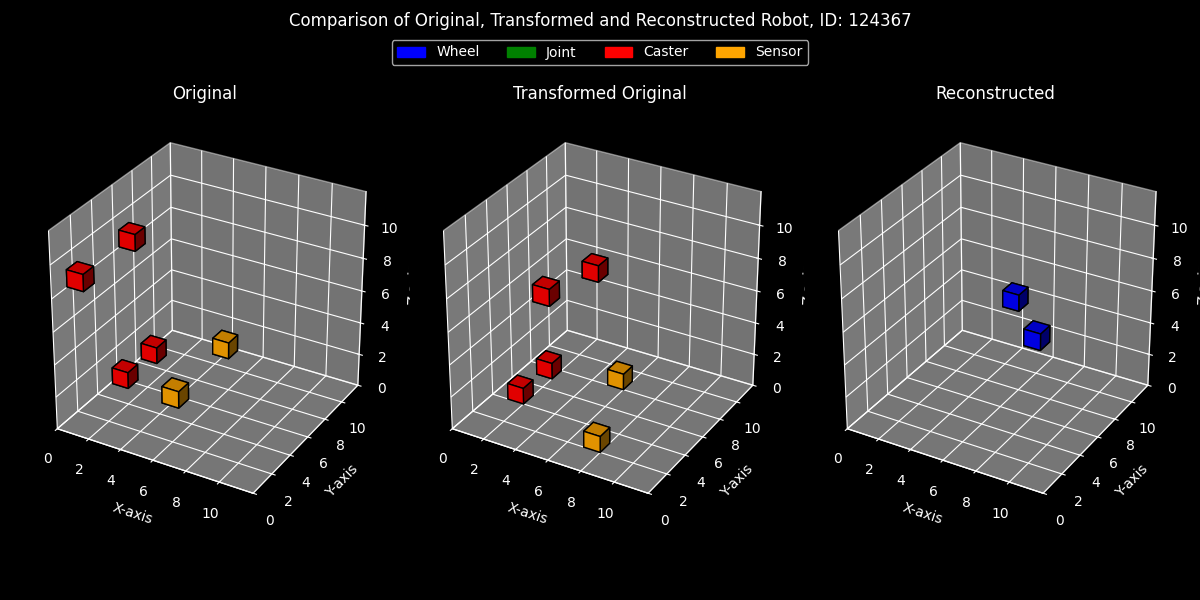 Comparison of Original, Transformed and Reconstructed Robot, ID: 124367
Wheel Joint Caster Sensor
Original Transformed Original Reconstructed
0 2 4 6 8 10
X-axis
0 2 4 6 8 10
Y-axis
0 2 4 6 8 10
0 2 4 6 8 10
X-axis
0 2 4 6 8 10
Y-axis
0 2 4 6 8 10
0 2 4 6 8 10
X-axis
0 2 4 6 8 10
Y-axis
0 2 4 6 8 10